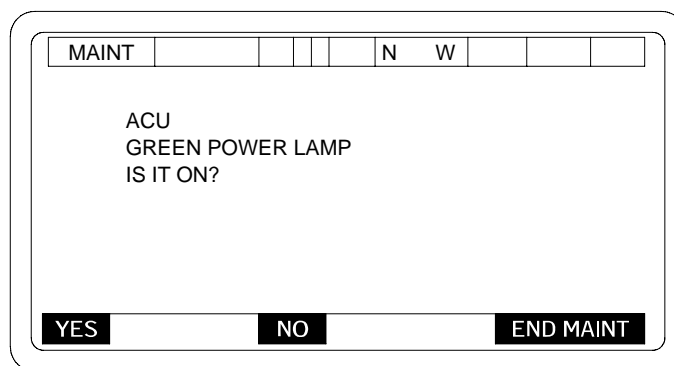 MAINT N W
ACU
GREEN POWER LAMP
IS IT ON?
YES NO END MAINT